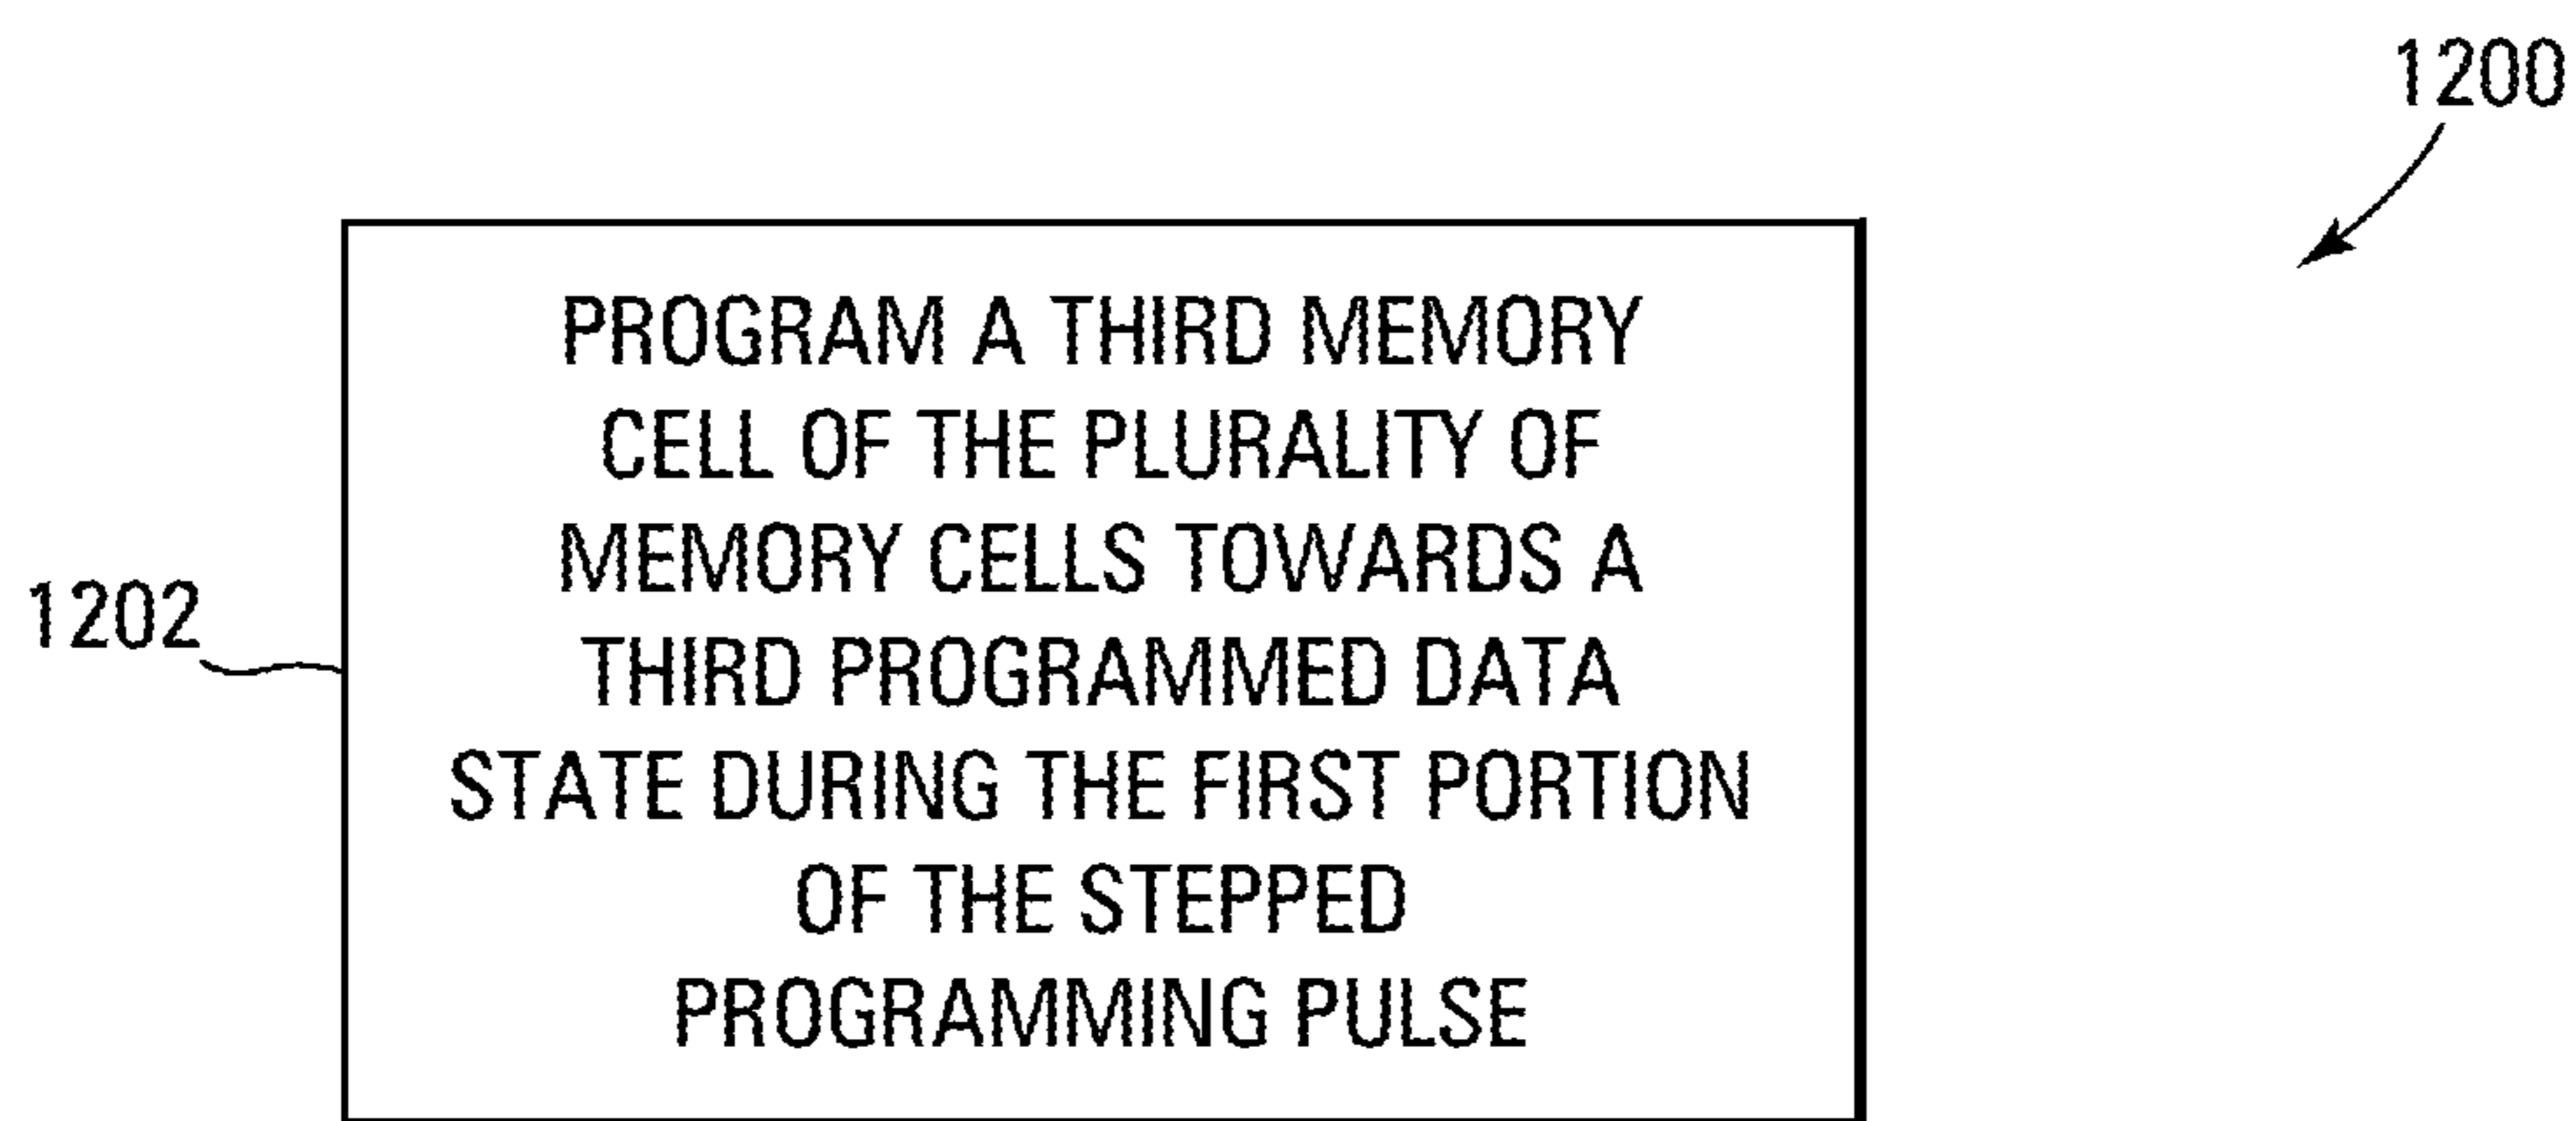 1200
PROGRAM A THIRD MEMORY
CELL OF THE PLURALITY OF
MEMORY CELLS TOWARDS A
1202
THIRD PROGRAMMED DATA
STATE DURING THE FIRST PORTION
OF THE STEPPED
PROGRAMMING PULSE